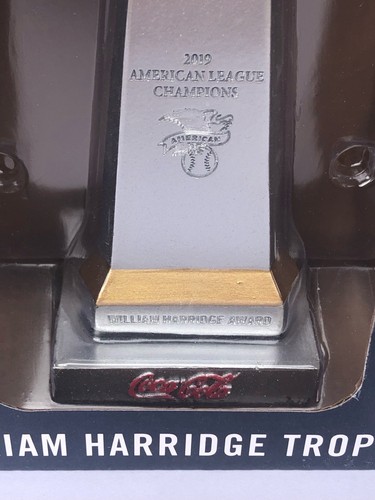 2019
AMERICAN LEAGUE
CHAMPIONS
AMERICAN
WILLIAM HARRIDGE AWARD
Coca-Cola
IAM HARRIDGE TROP